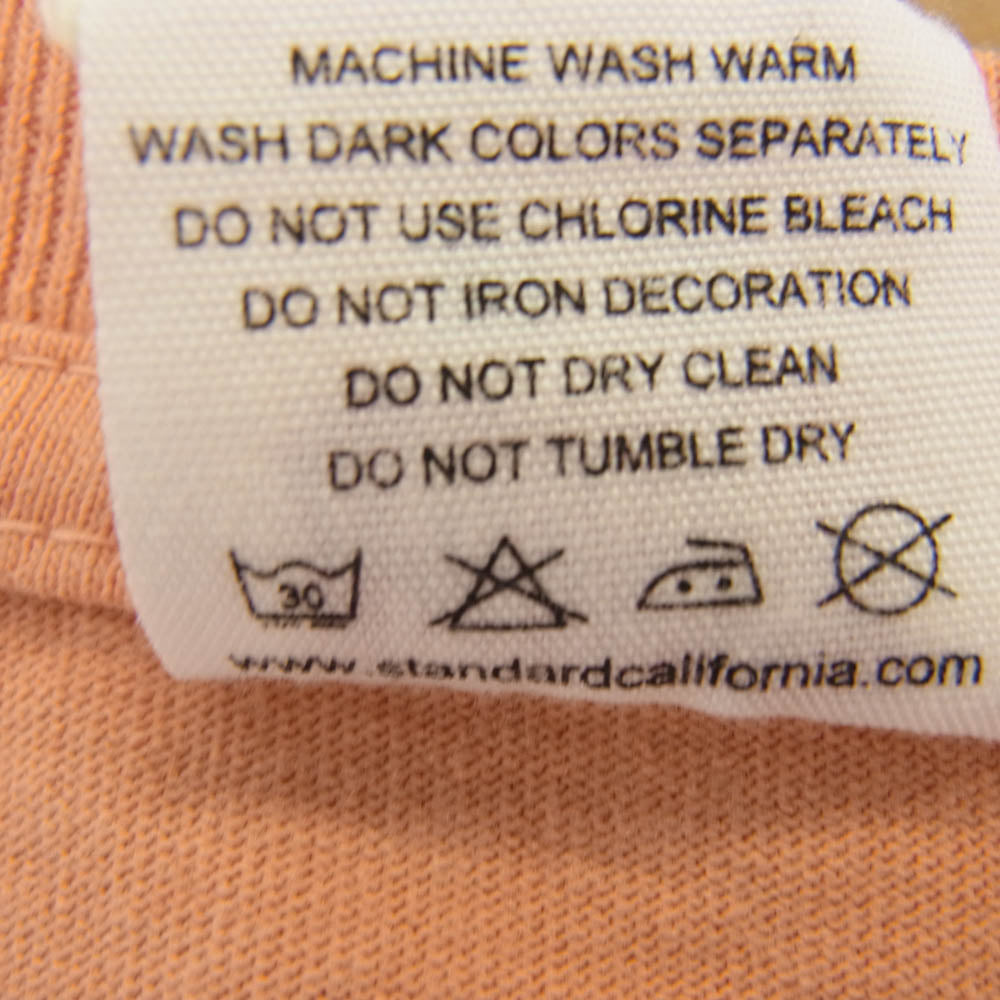 MACHINE WASH WARM
WASH DARK COLORS SEPARATELY
DO NOT USE CHLORINE BLEACH
DO NOT IRON DECORATION
DO NOT DRY CLEAN
DO NOT TUMBLE DRY
30
www.standardcalifornia.com